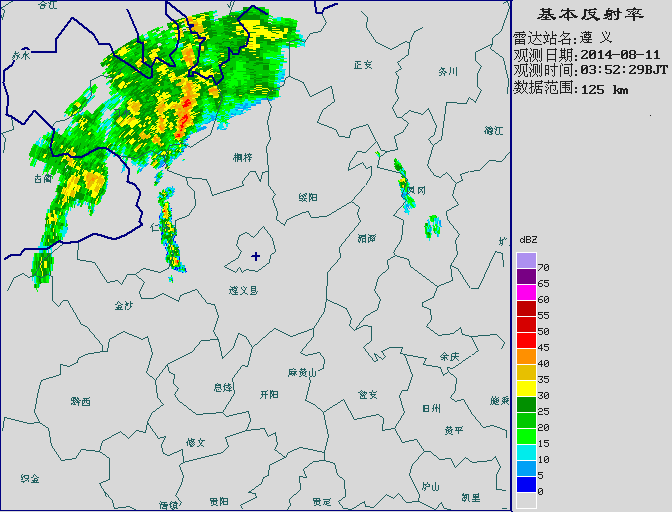 基本反射率
雷达站名:遵 义
观测日期:2014-08-11
观测时间:03:52:29BJT
数据范围:125 km
合江
赤水
正安
务川
德江
桐梓
绥阳
凤冈
古蔺
仁
湄潭
遵义县
金沙
余庆
麻黄山
息烽
开阳
瓮安
黔西
旧州
施秉
黄平
修文
织金
清镇
贵阳
贵定
炉山
凯里
dBZ
70
65
60
55
50
45
40
35
30
25
20
15
10
5
0